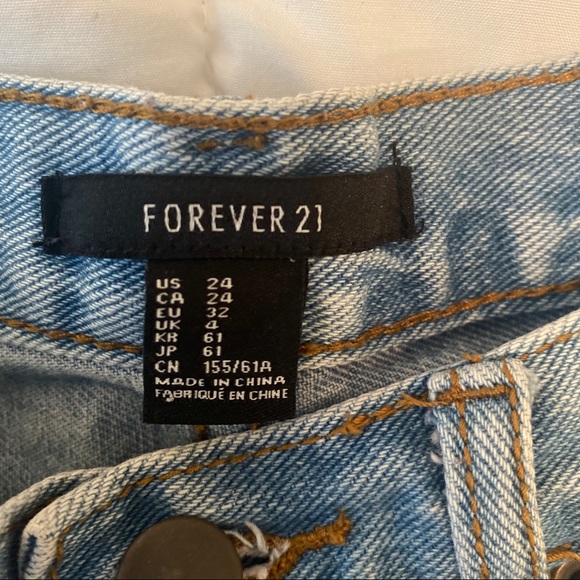 FOREVER 21
US 24
CA 24
EU 32
UK 4
KR 61
JP 61
CN 155/61A
MADE IN CHINA
FABRIQUÉ EN CHINE